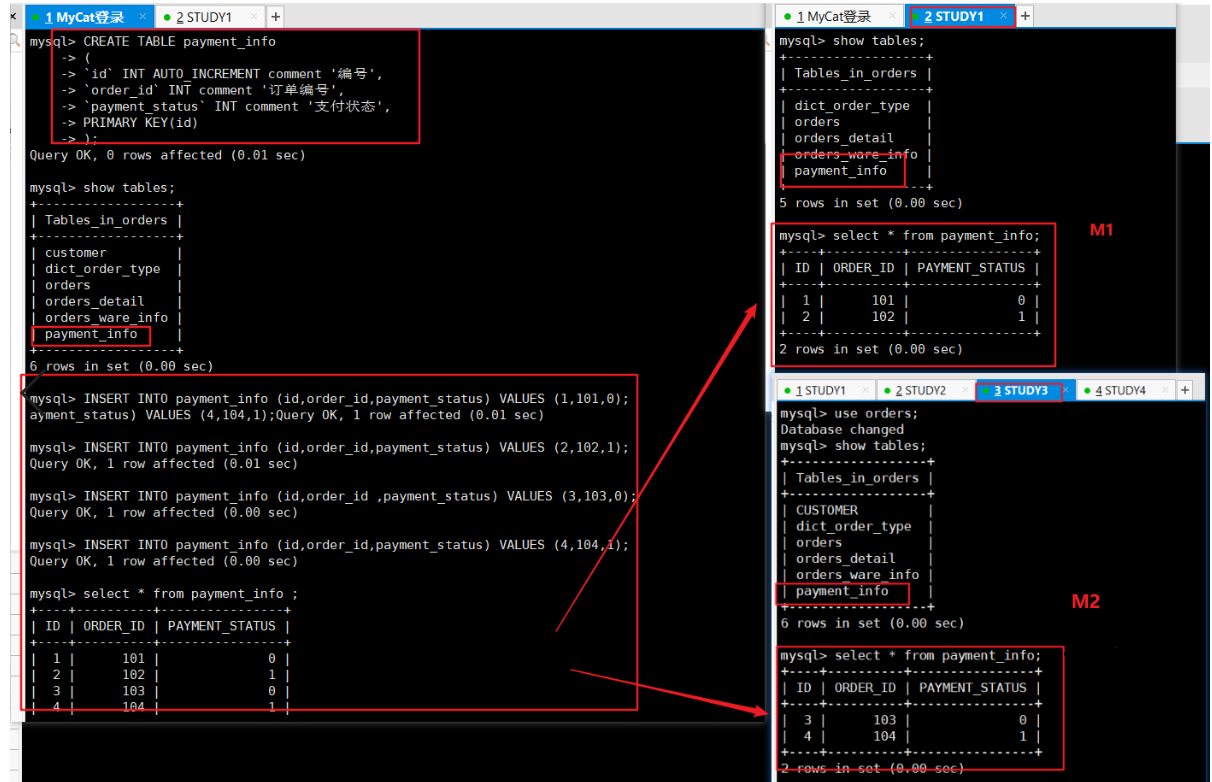 1 MyCat登录 × 2 STUDY1 × +
mysql> CREATE TABLE payment_info
-> (
-> `id` INT AUTO_INCREMENT comment '编号',
-> `order_id` INT comment '订单编号',
-> `payment_status` INT comment '支付状态',
-> PRIMARY KEY(id)
-> );
Query OK, 0 rows affected (0.01 sec)
mysql> show tables;
+------------------+
| Tables_in_orders |
+------------------+
| customer |
| dict_order_type |
| orders |
| orders_detail |
| orders_ware_info |
| payment_info |
+------------------+
6 rows in set (0.00 sec)
mysql> INSERT INTO payment_info (id,order_id,payment_status) VALUES (1,101,0);
ayment_status) VALUES (4,104,1);Query OK, 1 row affected (0.01 sec)
mysql> INSERT INTO payment_info (id,order_id,payment_status) VALUES (2,102,1);
Query OK, 1 row affected (0.01 sec)
mysql> INSERT INTO payment_info (id,order_id ,payment_status) VALUES (3,103,0);
Query OK, 1 row affected (0.00 sec)
mysql> INSERT INTO payment_info (id,order_id,payment_status) VALUES (4,104,1);
Query OK, 1 row affected (0.00 sec)
mysql> select * from payment_info ;
+----+----------+----------------+
| ID | ORDER_ID | PAYMENT_STATUS |
+----+----------+----------------+
| 1 | 101 | 0 |
| 2 | 102 | 1 |
| 3 | 103 | 0 |
| 4 | 104 | 1 |
1 MyCat登录 × 2 STUDY1 × +
mysql> show tables;
+------------------+
| Tables_in_orders |
+------------------+
| dict_order_type |
| orders |
| orders_detail |
| orders_ware_info |
| payment_info |
+------------------+
5 rows in set (0.00 sec)
mysql> select * from payment_info;
+----+----------+----------------+
| ID | ORDER_ID | PAYMENT_STATUS |
+----+----------+----------------+
| 1 | 101 | 0 |
| 2 | 102 | 1 |
+----+----------+----------------+
2 rows in set (0.00 sec)
M1
1 STUDY1 × 2 STUDY2 × 3 STUDY3 × 4 STUDY4 × +
mysql> use orders;
Database changed
mysql> show tables;
+------------------+
| Tables_in_orders |
+------------------+
| CUSTOMER |
| dict_order_type |
| orders |
| orders_detail |
| orders_ware_info |
| payment_info |
+------------------+
6 rows in set (0.00 sec)
M2
mysql> select * from payment_info;
+----+----------+----------------+
| ID | ORDER_ID | PAYMENT_STATUS |
+----+----------+----------------+
| 3 | 103 | 0 |
| 4 | 104 | 1 |
+----+----------+----------------+
2 rows in set (0.00 sec)